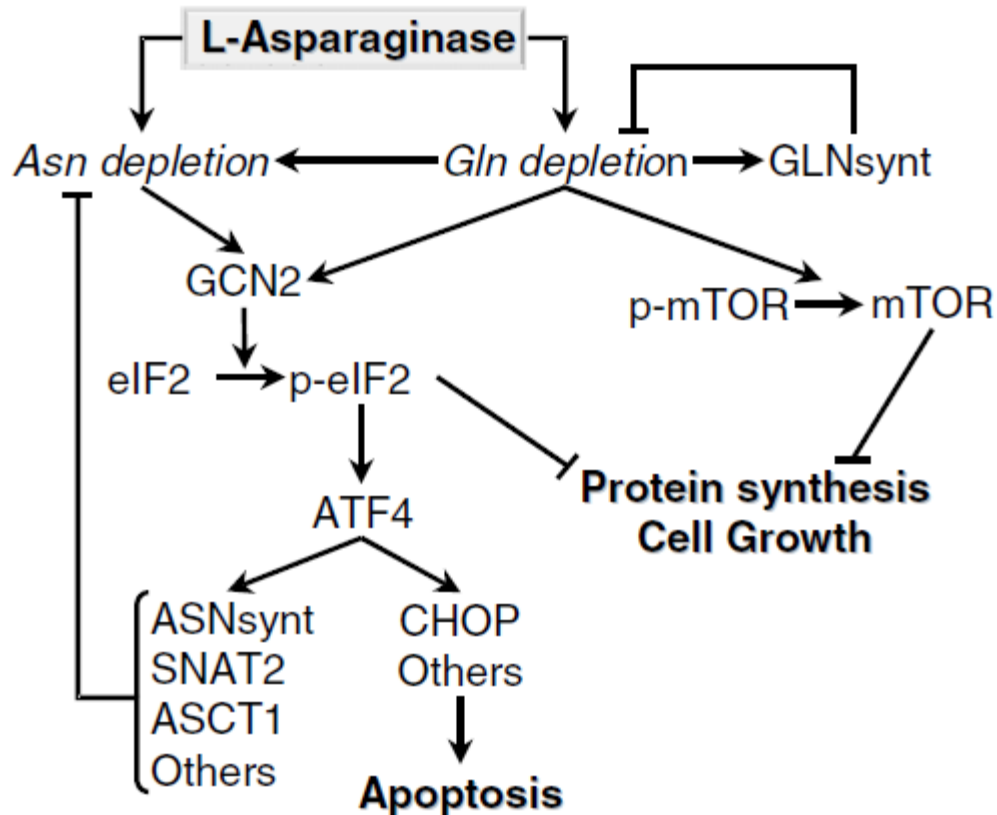 L-Asparaginase
Asn depletion
Gln depletion
GLNsynt
GCN2
p-mTOR
mTOR
eIF2
p-eIF2
Protein synthesis
Cell Growth
ATF4
ASNsynt
SNAT2
ASCT1
Others
CHOP
Others
Apoptosis